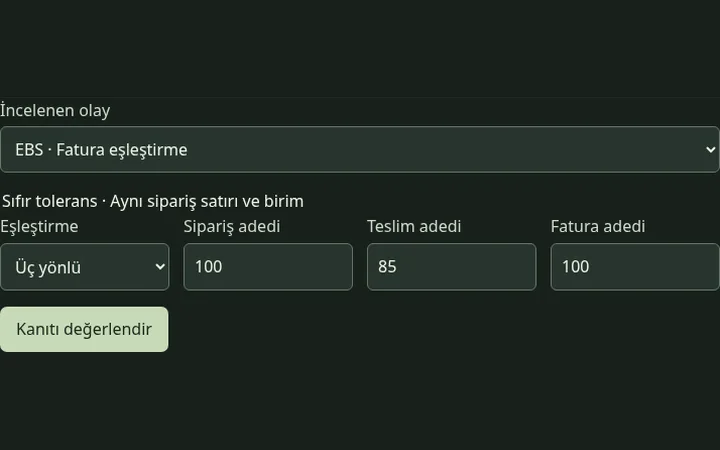 İncelenen olay
EBS · Fatura eşleştirme
Sıfır tolerans · Aynı sipariş satırı ve birim
Eşleştirme Sipariş adedi Teslim adedi Fatura adedi
Üç yönlü 100 85 100
Kanıtı değerlendir